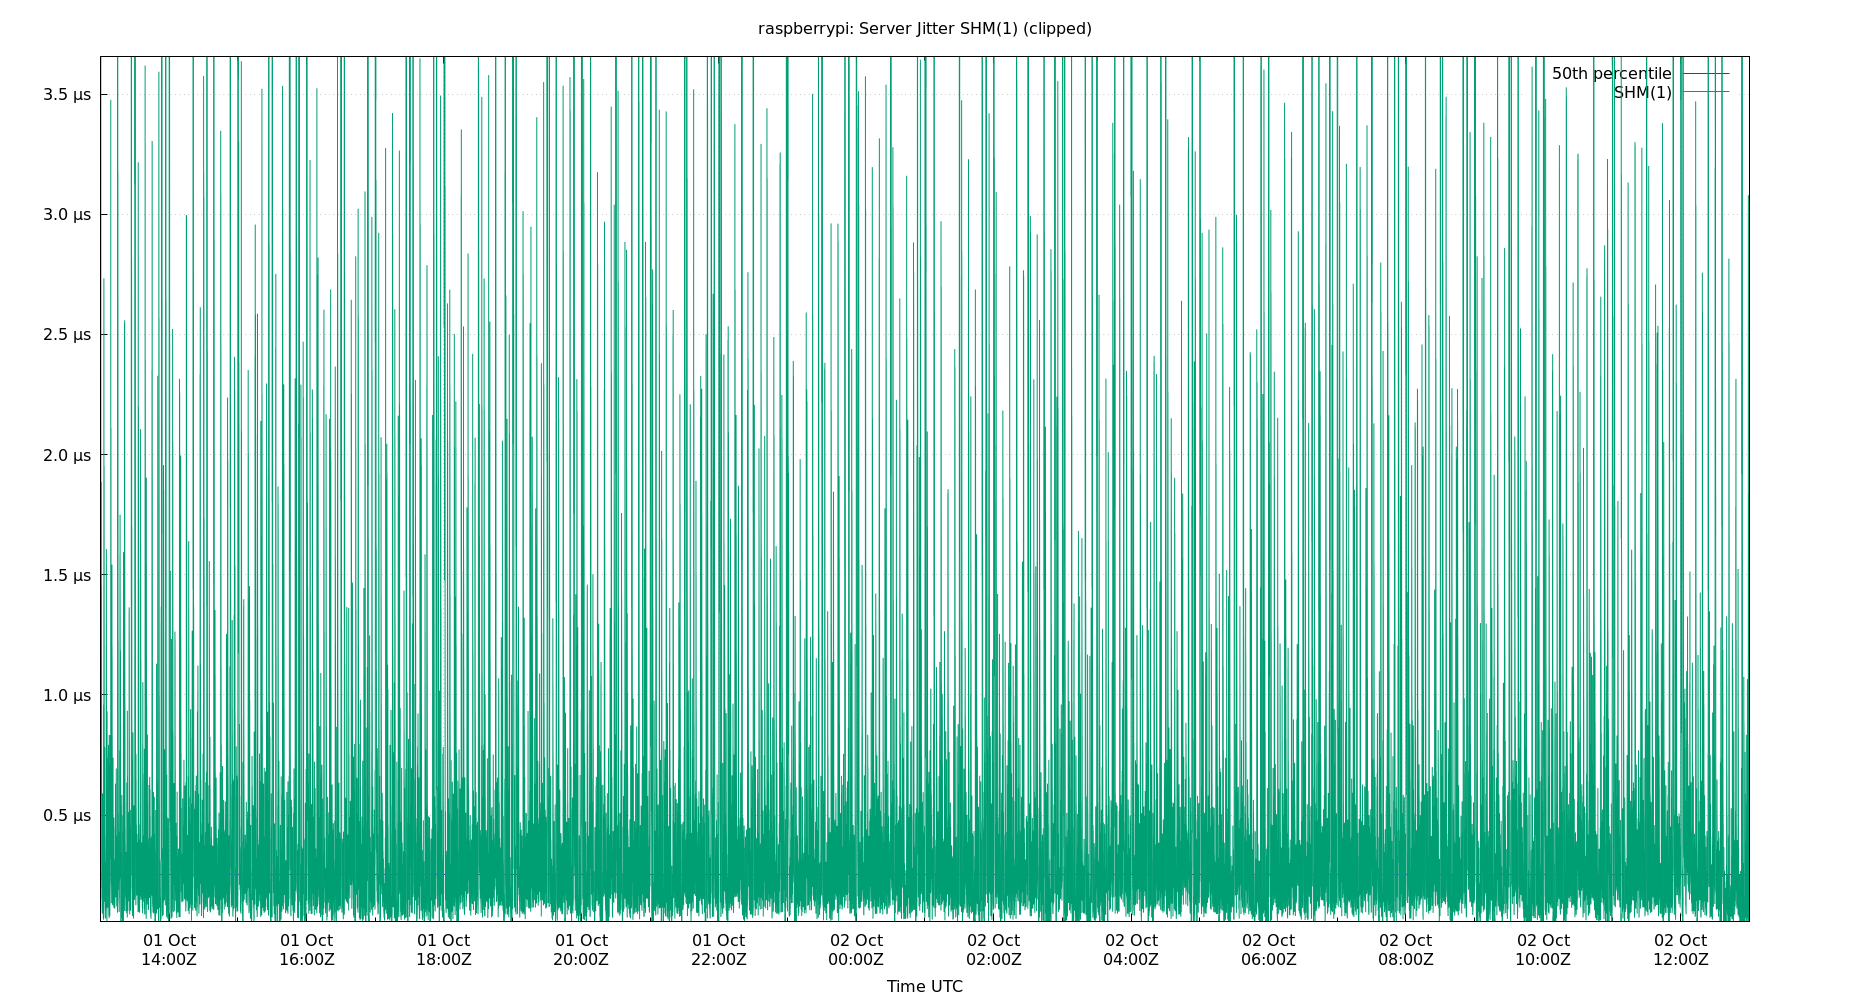 raspberrypi: Server Jitter SHM(1) (clipped)
50th percentile
SHM(1)
3.5 µs
3.0 µs
2.5 µs
2.0 µs
1.5 µs
1.0 µs
0.5 µs
01 Oct 01 Oct 01 Oct 01 Oct 01 Oct 02 Oct 02 Oct 02 Oct 02 Oct 02 Oct 02 Oct 02 Oct
14:00Z 16:00Z 18:00Z 20:00Z 22:00Z 00:00Z 02:00Z 04:00Z 06:00Z 08:00Z 10:00Z 12:00Z
Time UTC